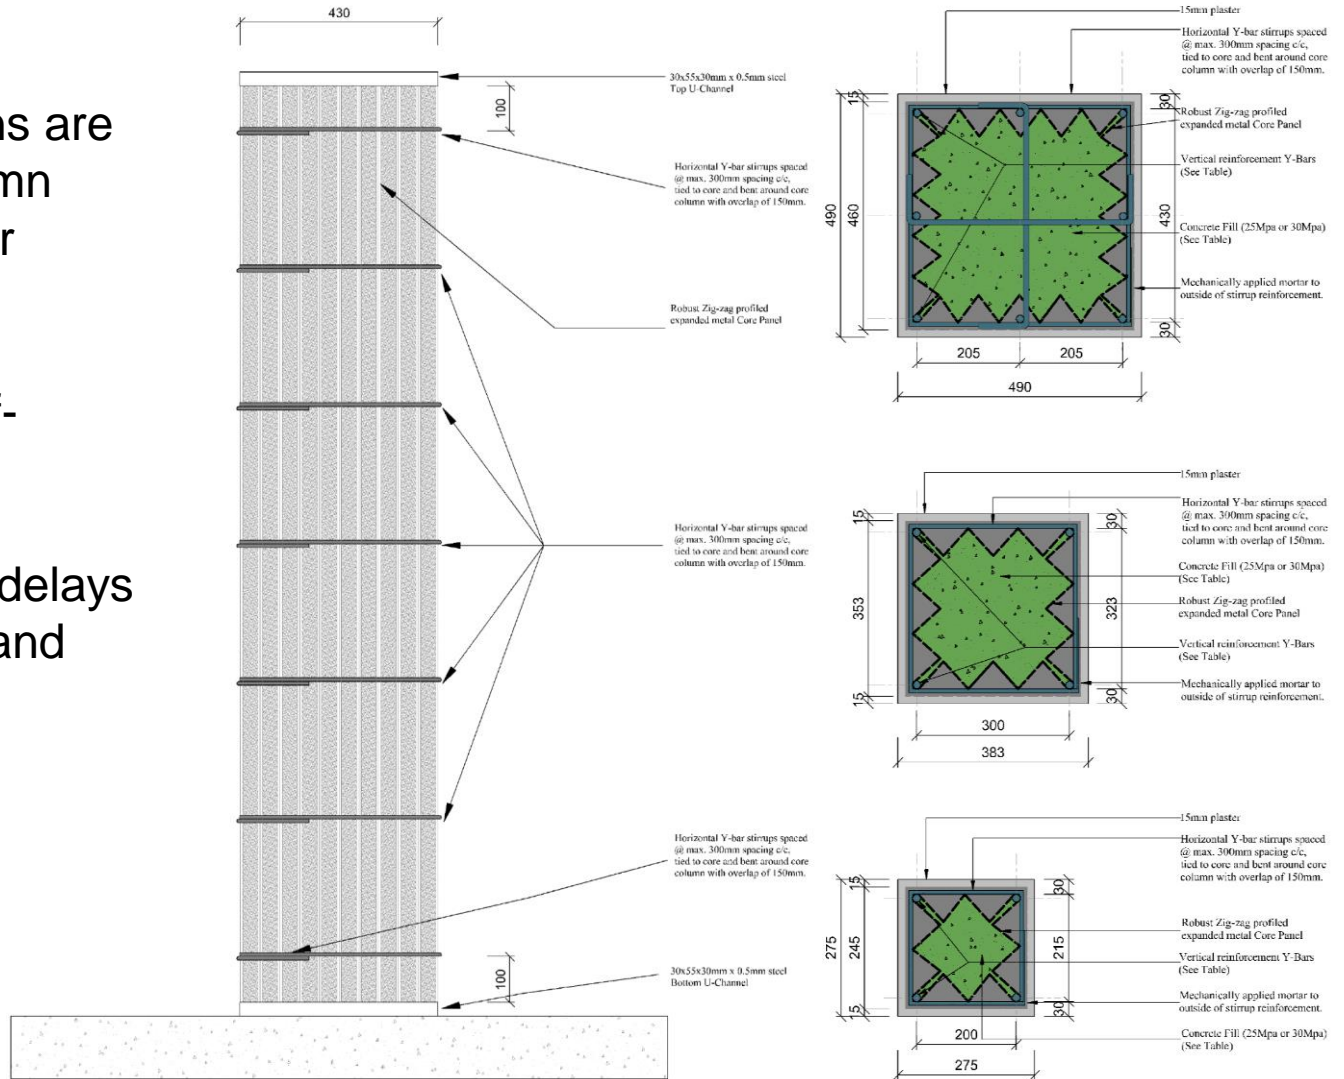 ns are
mn
r
f-
delays
and
430
100
30x55x30mm x 0.5mm steel
Top U-Channel
Horizontal Y-bar stirrups spaced
@ max. 300mm spacing c/c,
tied to core and bent around core
column with overlap of 150mm.
Robust Zig-zag profiled
expanded metal Core Panel
Horizontal Y-bar stirrups spaced
@ max. 300mm spacing c/c,
tied to core and bent around core
column with overlap of 150mm.
Horizontal Y-bar stirrups spaced
@ max. 300mm spacing c/c,
tied to core and bent around core
column with overlap of 150mm.
100
30x55x30mm x 0.5mm steel
Bottom U-Channel
15mm plaster
Horizontal Y-bar stirrups spaced
@ max. 300mm spacing c/c,
tied to core and bent around core
column with overlap of 150mm.
Robust Zig-zag profiled
expanded metal Core Panel
Vertical reinforcement Y-Bars
(See Table)
Concrete Fill (25Mpa or 30Mpa)
(See Table)
Mechanically applied mortar to
outside of stirrup reinforcement.
15
490
460
30
430
30
205
205
490
15mm plaster
Horizontal Y-bar stirrups spaced
@ max. 300mm spacing c/c,
tied to core and bent around core
column with overlap of 150mm.
Concrete Fill (25Mpa or 30Mpa)
(See Table)
Robust Zig-zag profiled
expanded metal Core Panel
Vertical reinforcement Y-Bars
(See Table)
Mechanically applied mortar to
outside of stirrup reinforcement.
15
353
15
30
323
30
300
383
15mm plaster
Horizontal Y-bar stirrups spaced
@ max. 300mm spacing c/c,
tied to core and bent around core
column with overlap of 150mm.
Robust Zig-zag profiled
expanded metal Core Panel
Vertical reinforcement Y-Bars
(See Table)
Mechanically applied mortar to
outside of stirrup reinforcement.
Concrete Fill (25Mpa or 30Mpa)
(See Table)
15
275
245
15
30
215
30
200
275